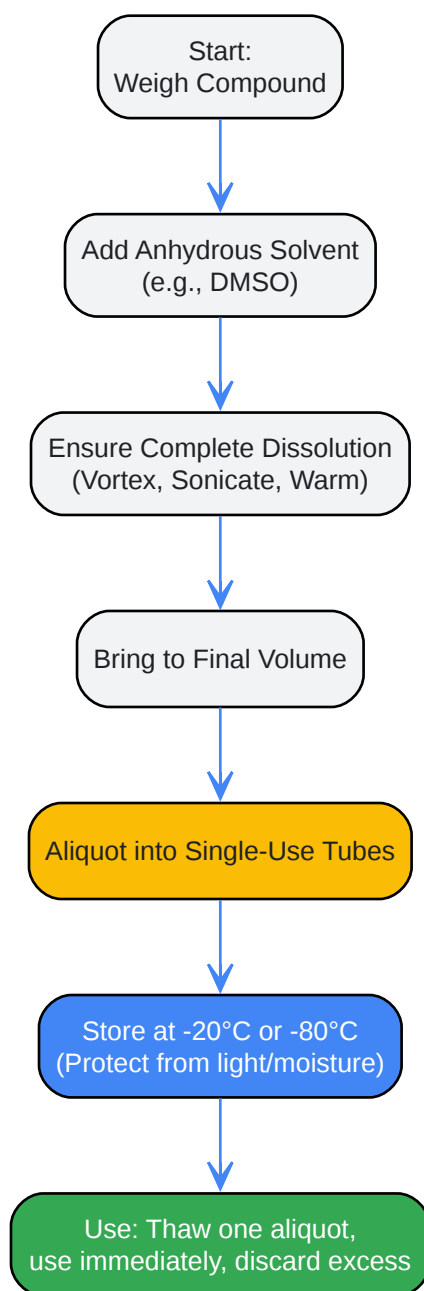 Start:
Weigh Compound
Add Anhydrous Solvent
(e.g., DMSO)
Ensure Complete Dissolution
(Vortex, Sonicate, Warm)
Bring to Final Volume
Aliquot into Single-Use Tubes
Store at -20°C or -80°C
(Protect from light/moisture)
Use: Thaw one aliquot,
use immediately, discard excess